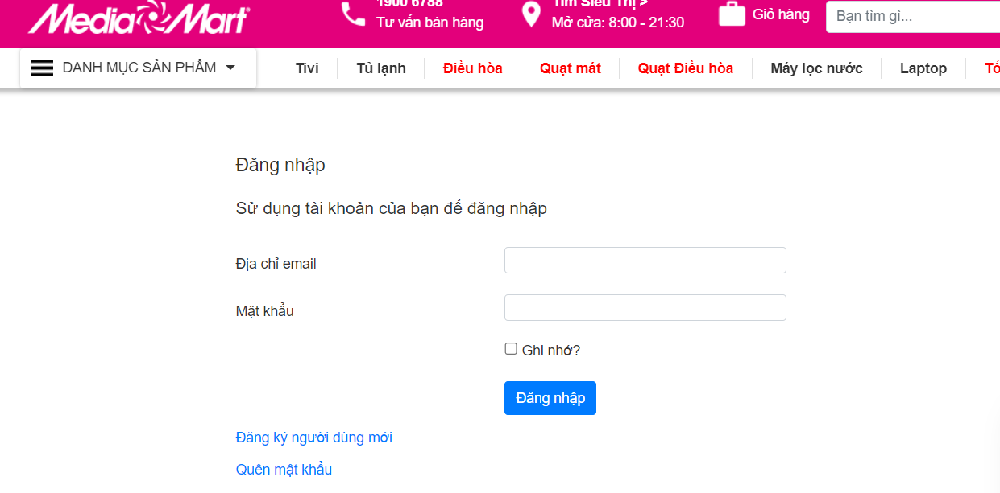 Media Mart
1900 6788
Tư vấn bán hàng
Tìm Siêu Thị >
Mở cửa: 8:00 - 21:30
Giỏ hàng
Bạn tìm gì...
DANH MỤC SẢN PHẨM
Tivi
Tủ lạnh
Điều hòa
Quạt mát
Quạt Điều hòa
Máy lọc nước
Laptop
Tổ
Đăng nhập
Sử dụng tài khoản của bạn để đăng nhập
Địa chỉ email
Mật khẩu
Ghi nhớ?
Đăng nhập
Đăng ký người dùng mới
Quên mật khẩu